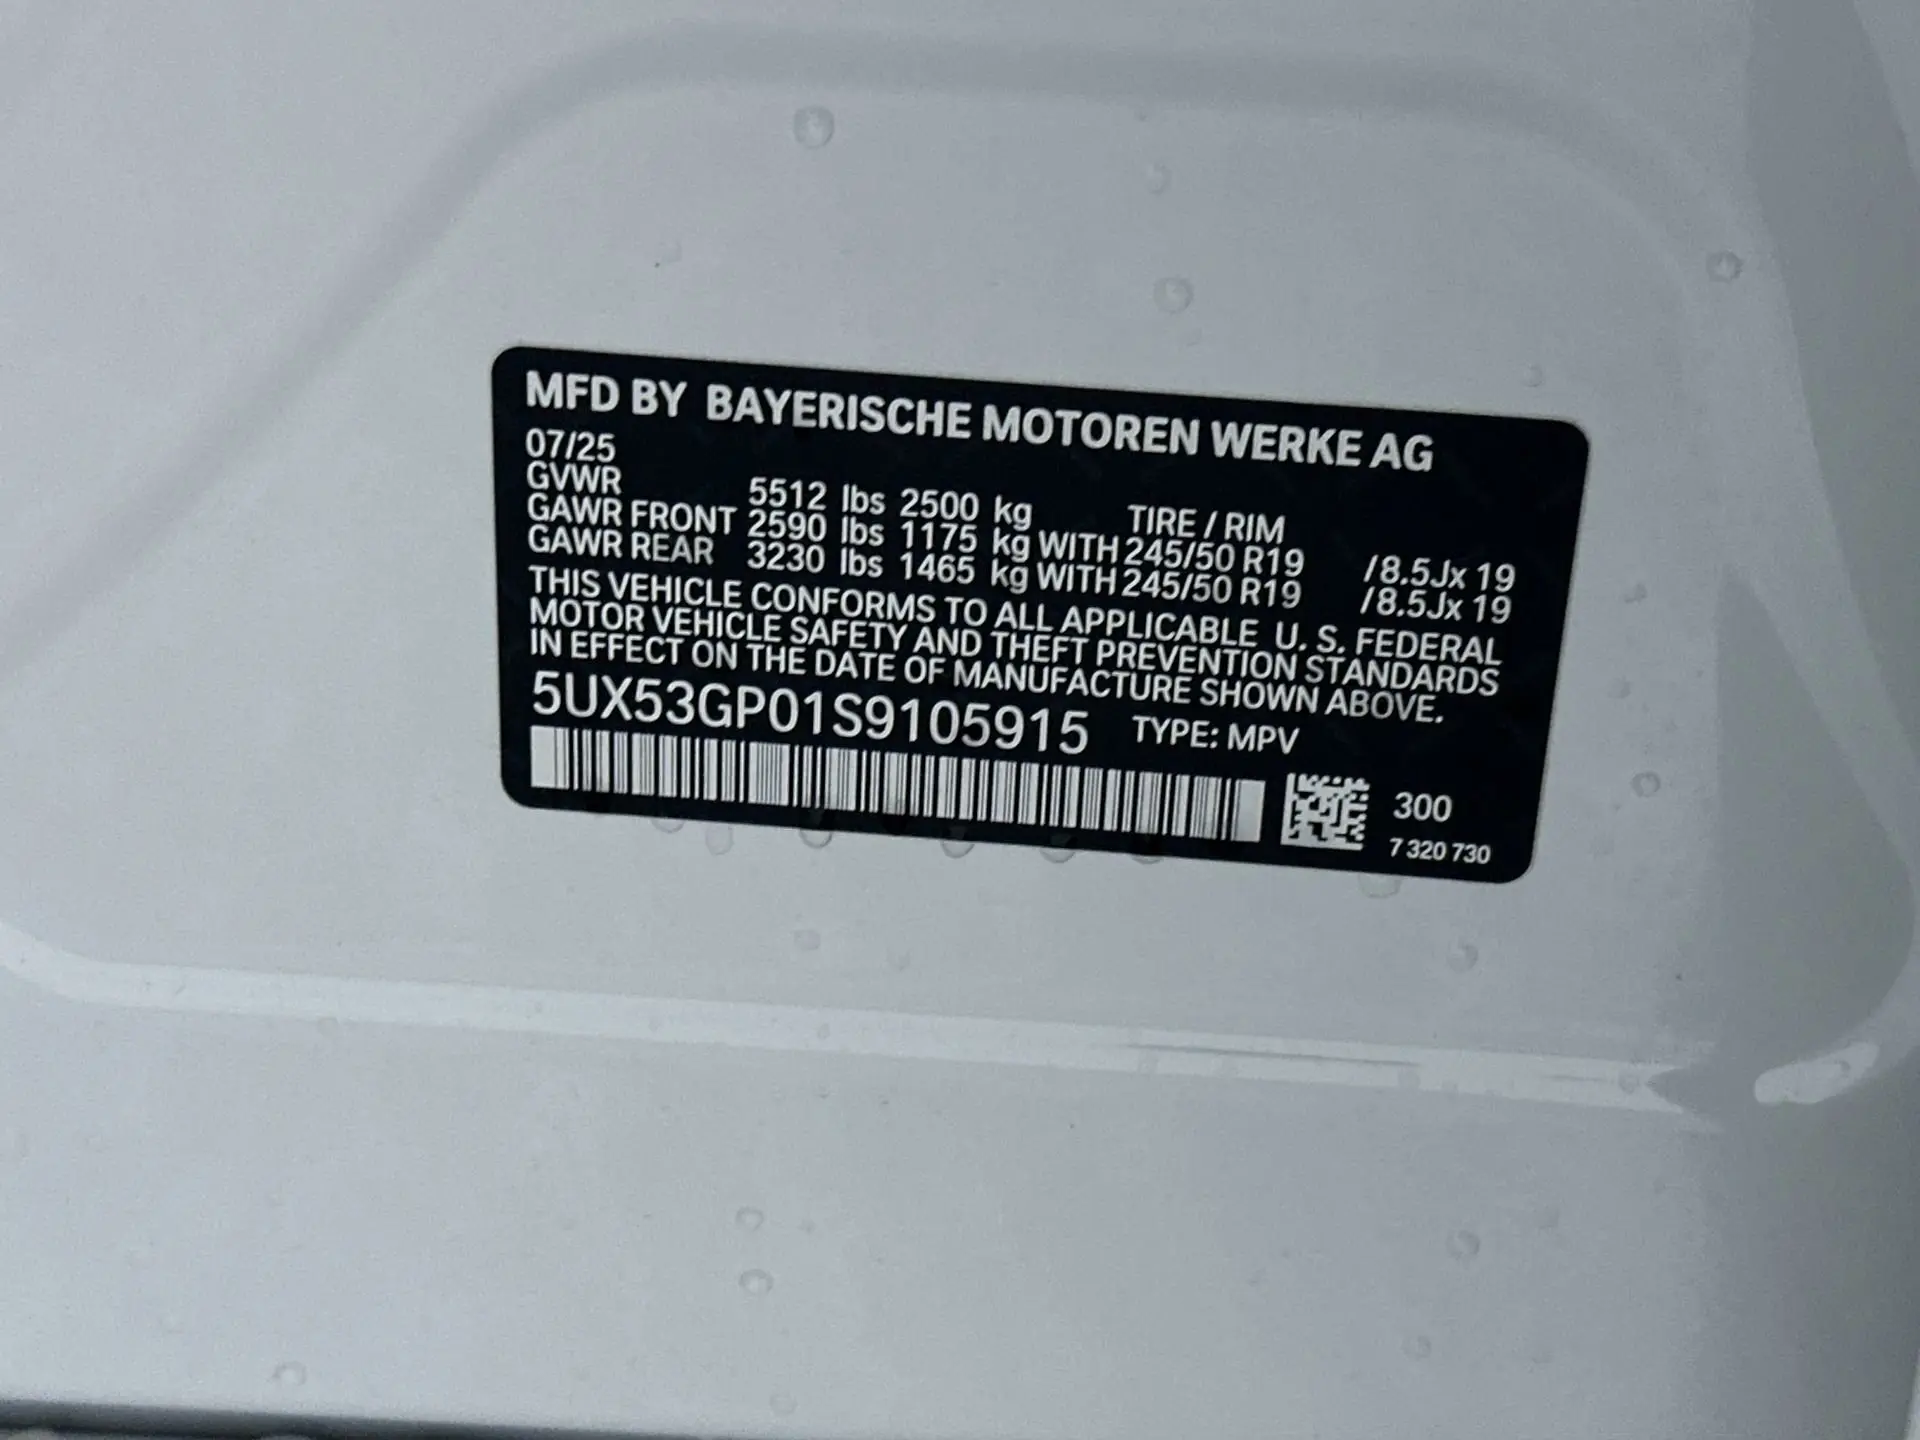 MFD BY BAYERISCHE MOTOREN WERKE AG
07/25
GVWR 5512 lbs 2500 kg TIRE / RIM
GAWR FRONT 2590 lbs 1175 kg WITH 245/50 R19 /8.5Jx 19
GAWR REAR 3230 lbs 1465 kg WITH 245/50 R19 /8.5Jx 19
THIS VEHICLE CONFORMS TO ALL APPLICABLE U. S. FEDERAL
MOTOR VEHICLE SAFETY AND THEFT PREVENTION STANDARDS
IN EFFECT ON THE DATE OF MANUFACTURE SHOWN ABOVE.
5UX53GP01S9105915 TYPE: MPV
300
7 320 730